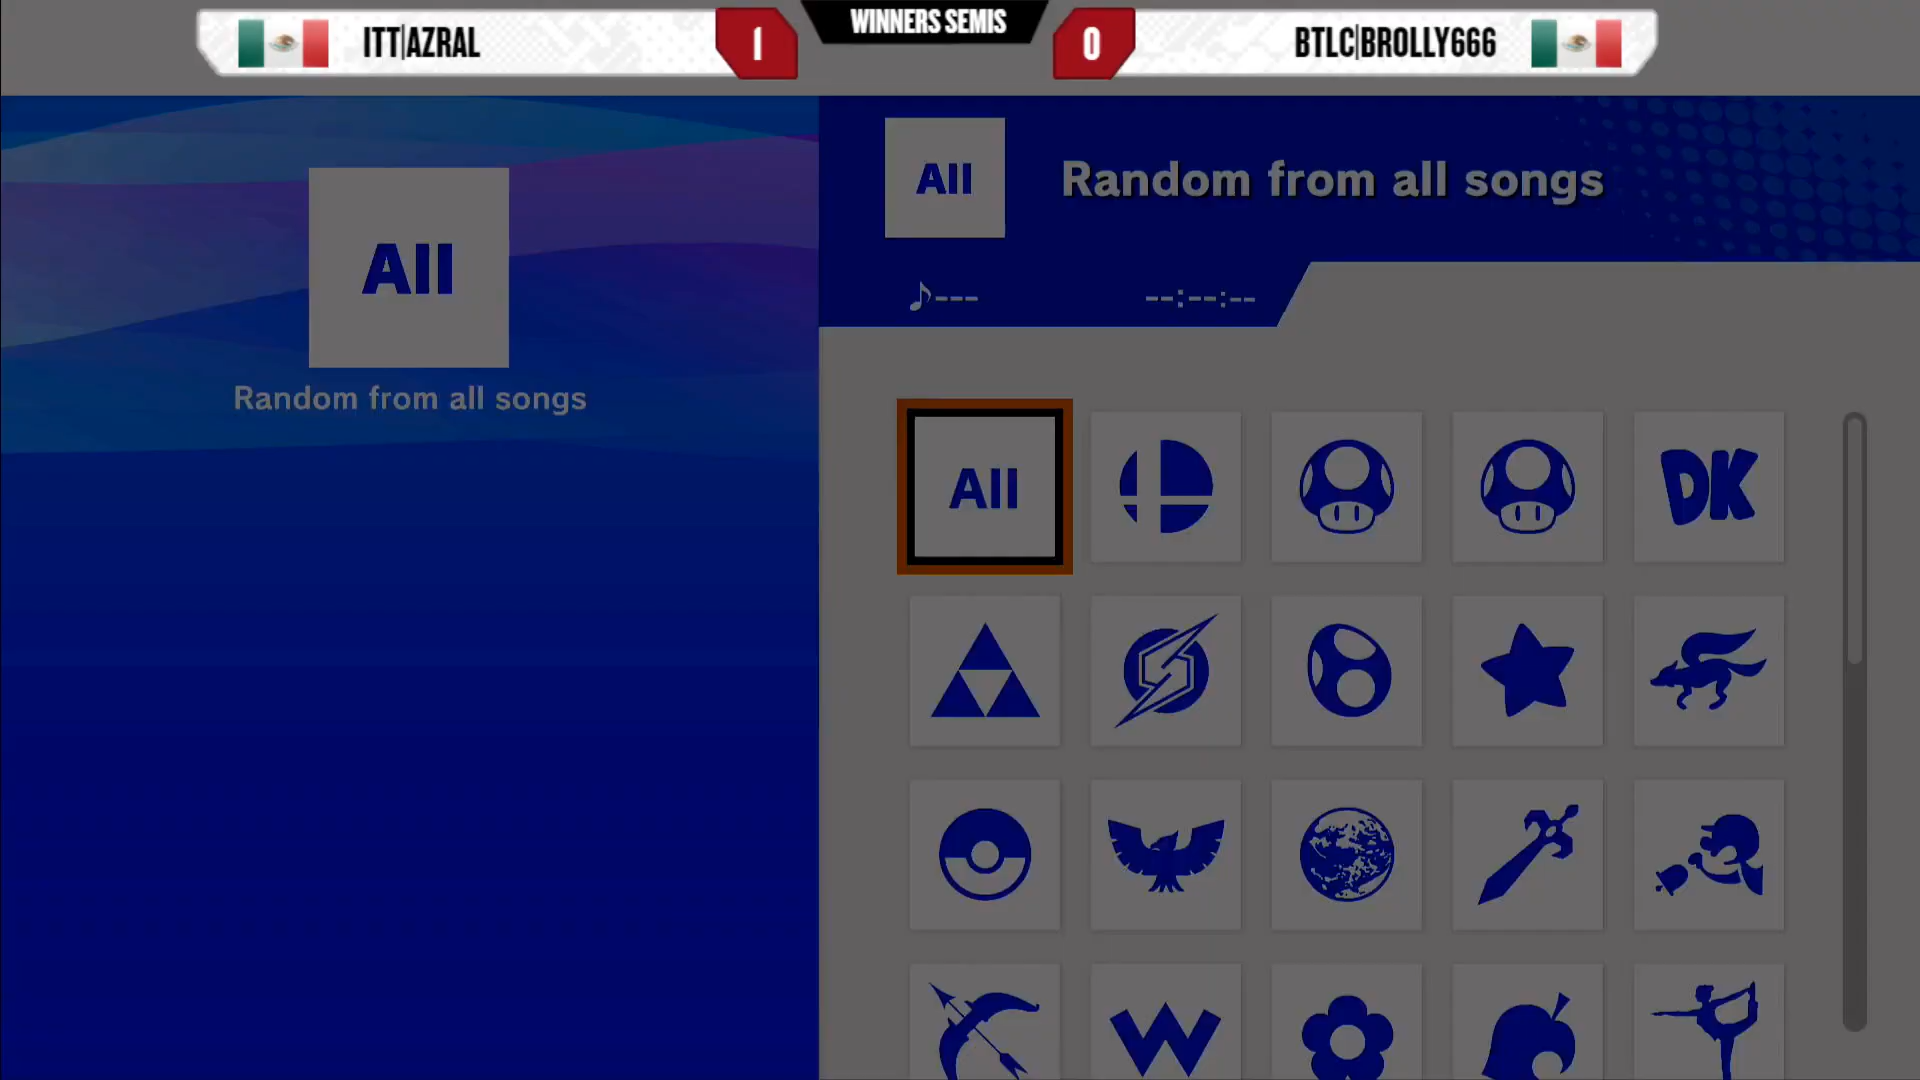 ITT|AZRAL
1
WINNERS SEMIS
0
BTLC|BROLLY666
All
Random from all songs
All
Random from all songs
♪---
--:--:--
All
DK